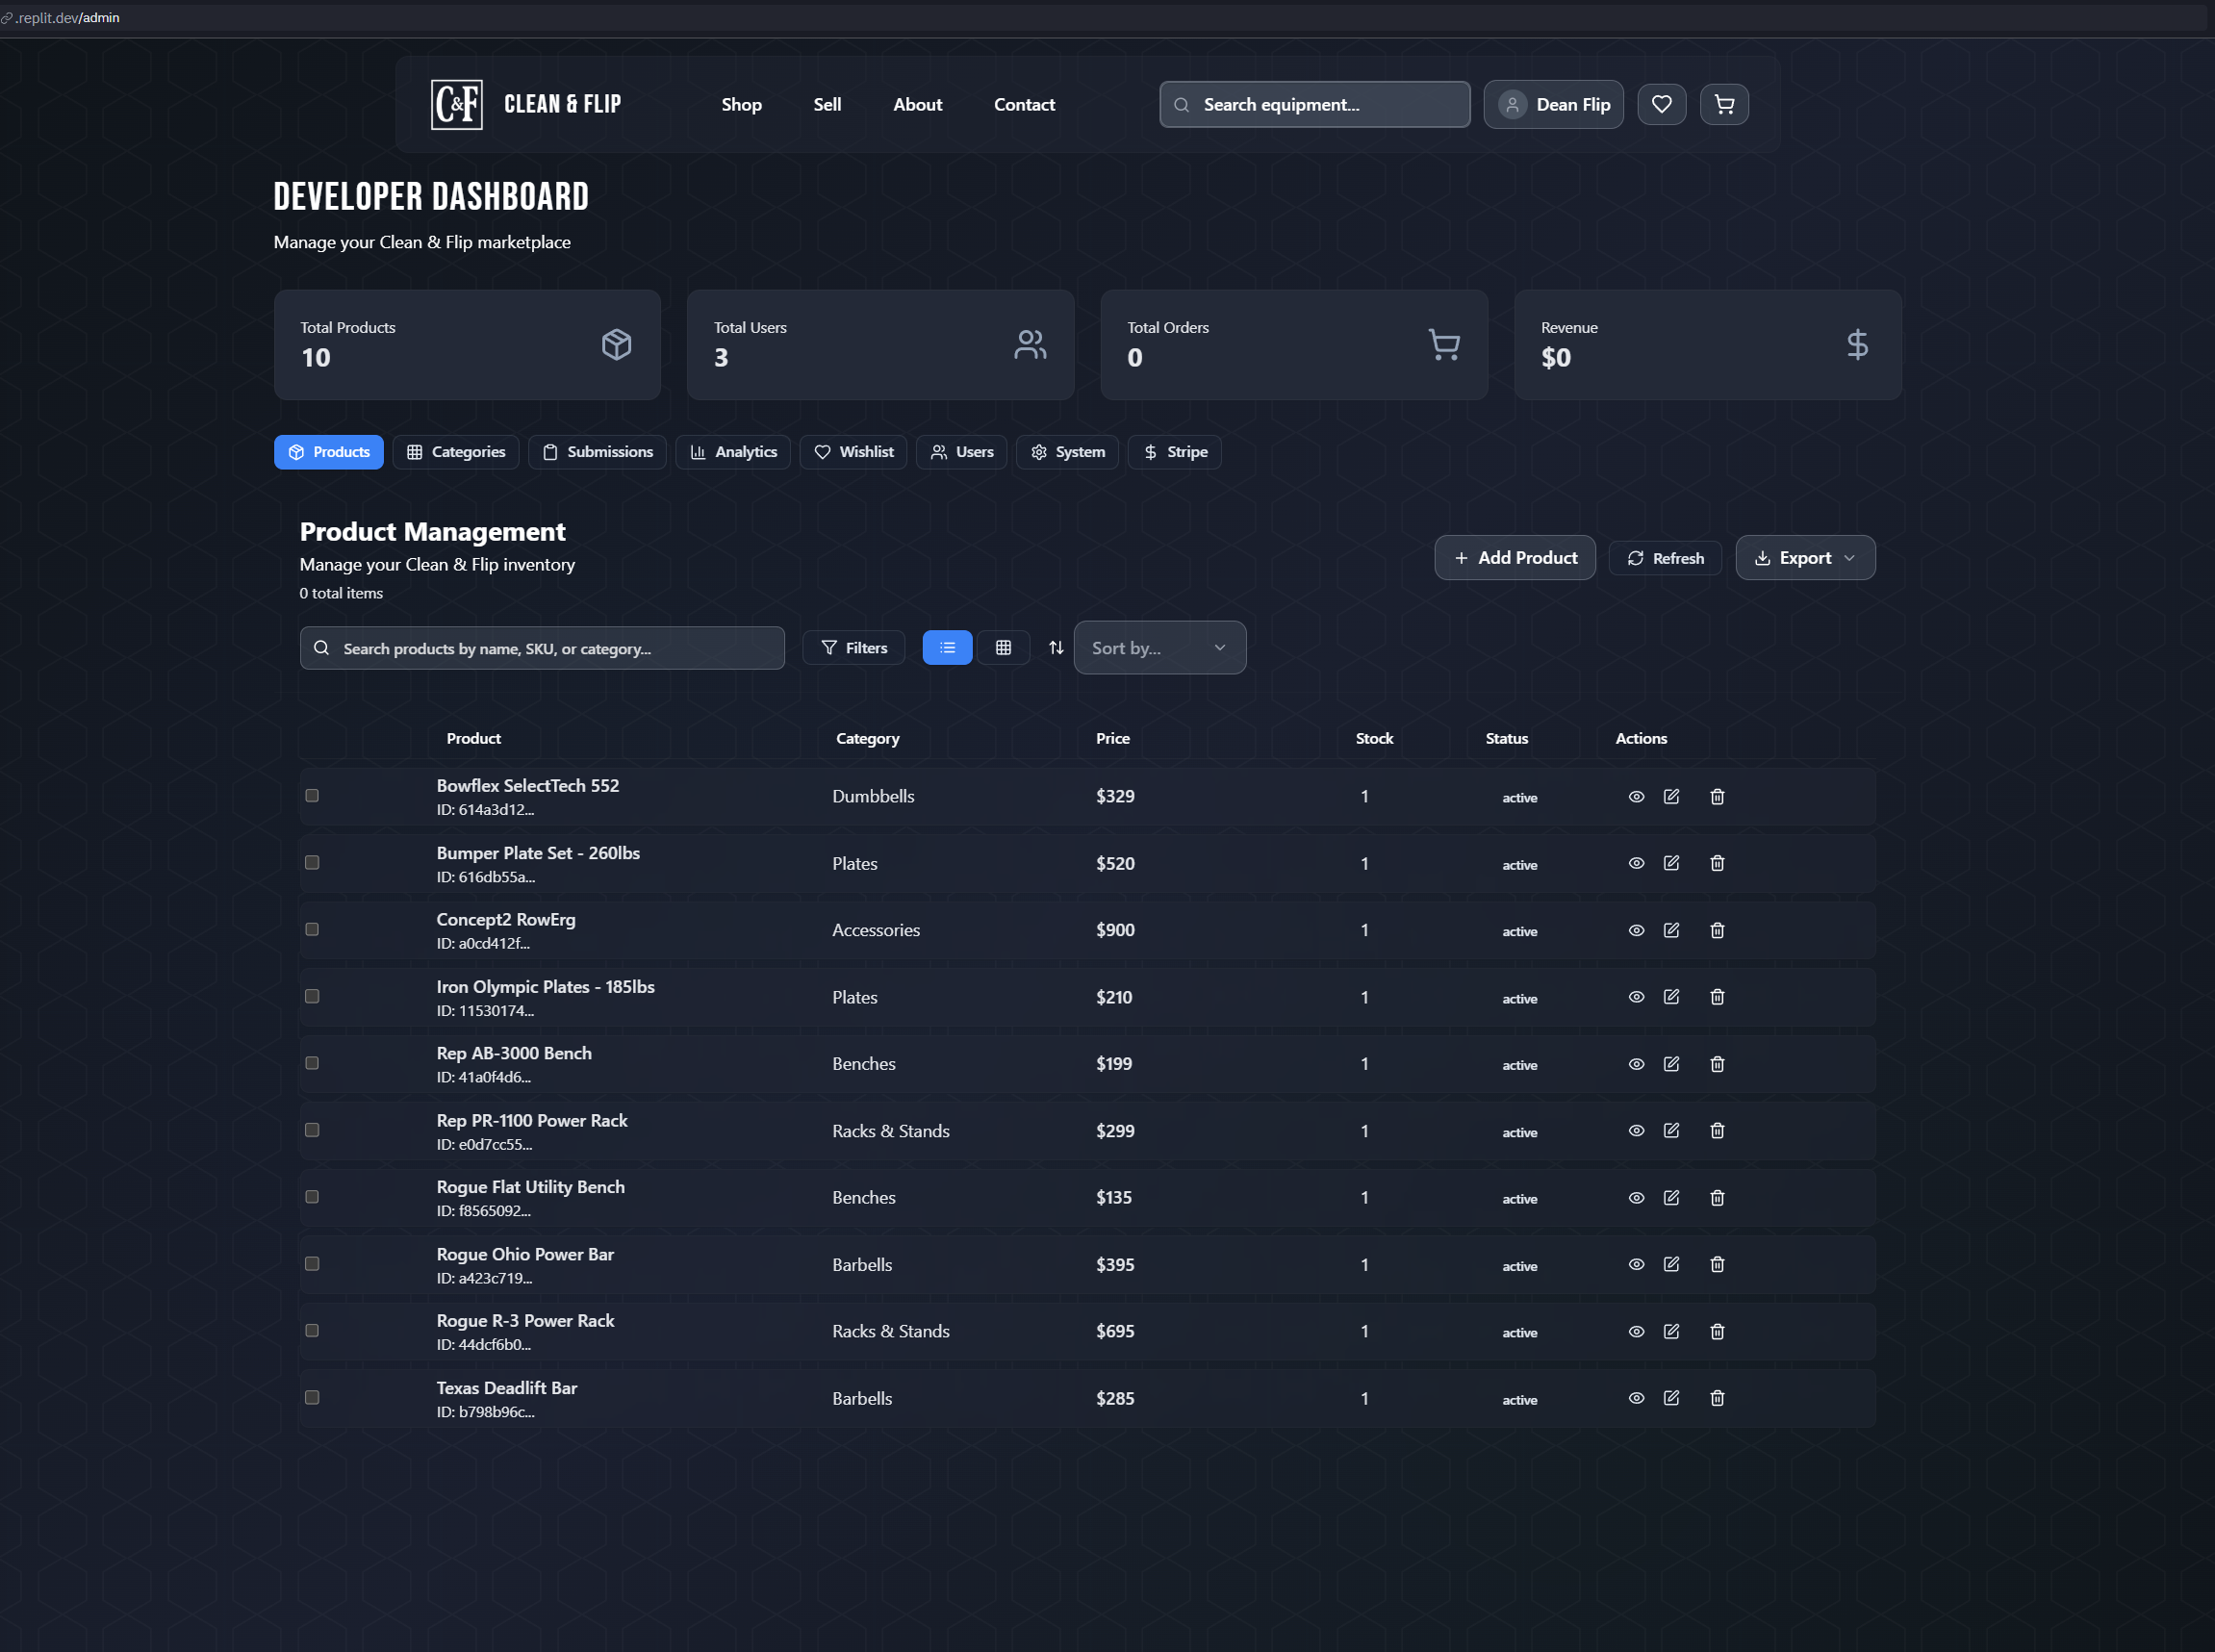 .replit.dev/admin
C&F CLEAN & FLIP Shop Sell About Contact Search equipment... Dean Flip
DEVELOPER DASHBOARD
Manage your Clean & Flip marketplace
Total Products Total Users Total Orders Revenue
10 3 0 $0
Products Categories Submissions Analytics Wishlist Users System Stripe
Product Management
Manage your Clean & Flip inventory
0 total items
Add Product Refresh Export
Search products by name, SKU, or category... Filters Sort by...
Product Category Price Stock Status Actions
Bowflex SelectTech 552
ID: 614a3d12...
Dumbbells $329 1 active
Bumper Plate Set - 260lbs
ID: 616db55a...
Plates $520 1 active
Concept2 RowErg
ID: a0cd412f...
Accessories $900 1 active
Iron Olympic Plates - 185lbs
ID: 11530174...
Plates $210 1 active
Rep AB-3000 Bench
ID: 41a0f4d6...
Benches $199 1 active
Rep PR-1100 Power Rack
ID: e0d7cc55...
Racks & Stands $299 1 active
Rogue Flat Utility Bench
ID: f8565092...
Benches $135 1 active
Rogue Ohio Power Bar
ID: a423c719...
Barbells $395 1 active
Rogue R-3 Power Rack
ID: 44dcf6b0...
Racks & Stands $695 1 active
Texas Deadlift Bar
ID: b798b96c...
Barbells $285 1 active